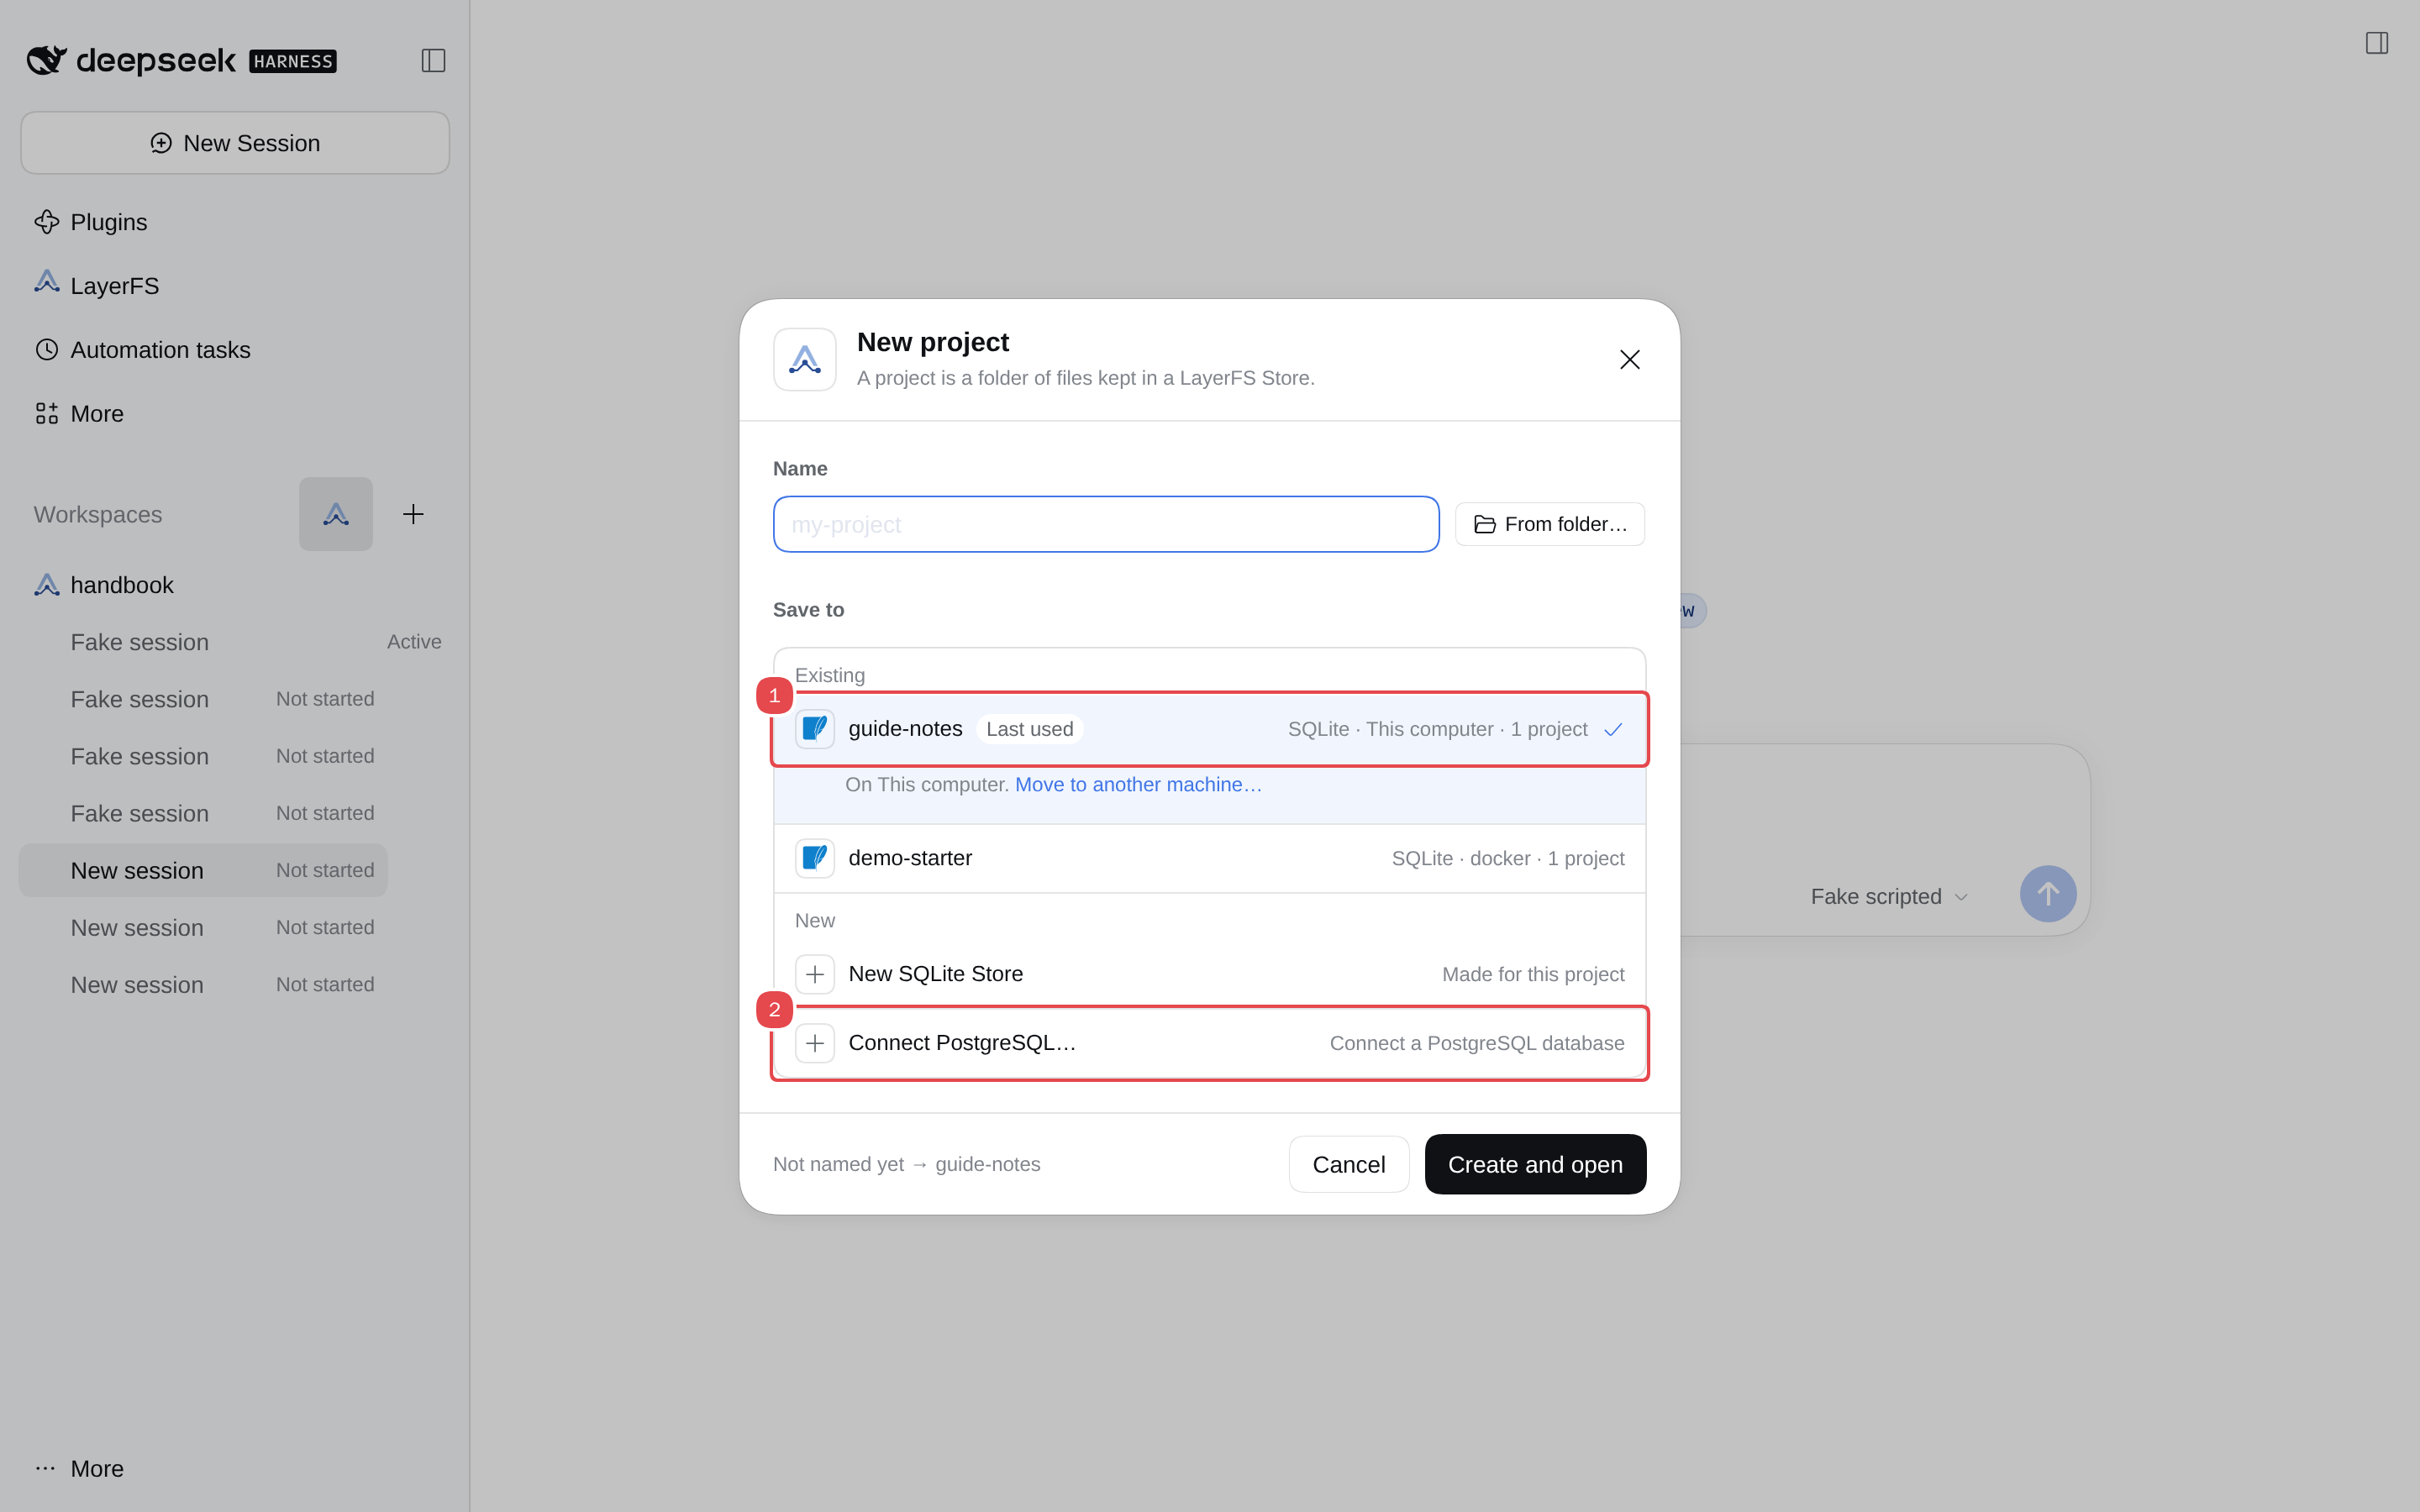 deepseek HARNESS
New Session
Plugins
LayerFS
Automation tasks
More
Workspaces
handbook
Fake session Active
Fake session Not started
Fake session Not started
Fake session Not started
New session Not started
New session Not started
New session Not started
More
New project
A project is a folder of files kept in a LayerFS Store.
Name
my-project
From folder…
Save to
Existing
1
guide-notes Last used SQLite · This computer · 1 project
On This computer. Move to another machine…
demo-starter SQLite · docker · 1 project
New
New SQLite Store Made for this project
2
Connect PostgreSQL… Connect a PostgreSQL database
Not named yet → guide-notes
Cancel
Create and open
Fake scripted